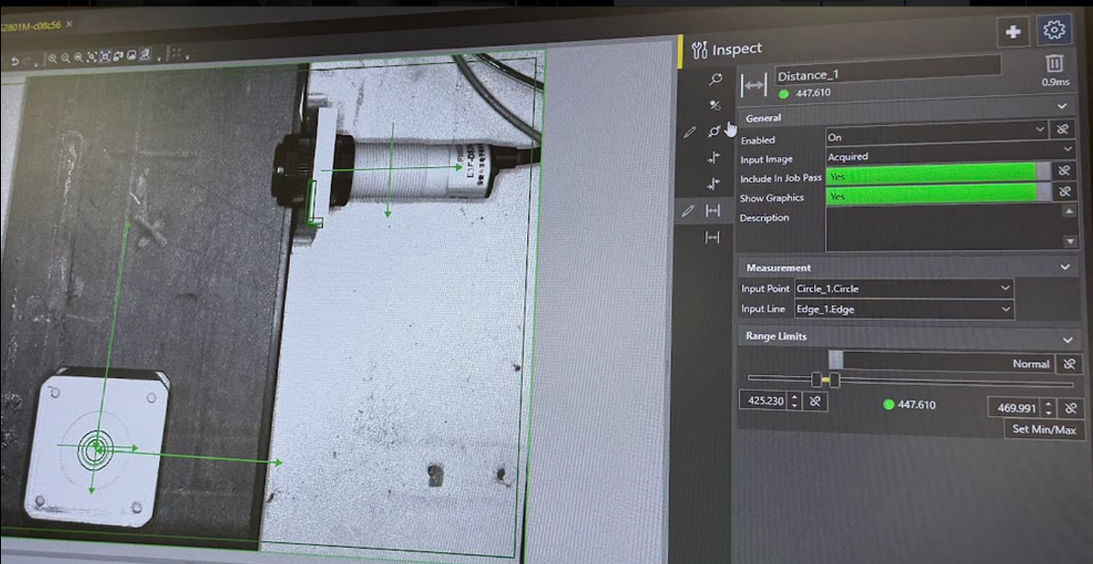 Inspect
Distance_1
447.610
0.9ms
General
Enabled
On
Input Image
Acquired
Include In Job Pass
Yes
Show Graphics
Yes
Description
Measurement
Input Point
Circle_1.Circle
Input Line
Edge_1.Edge
Range Limits
Normal
425.230
447.610
469.991
Set Min/Max